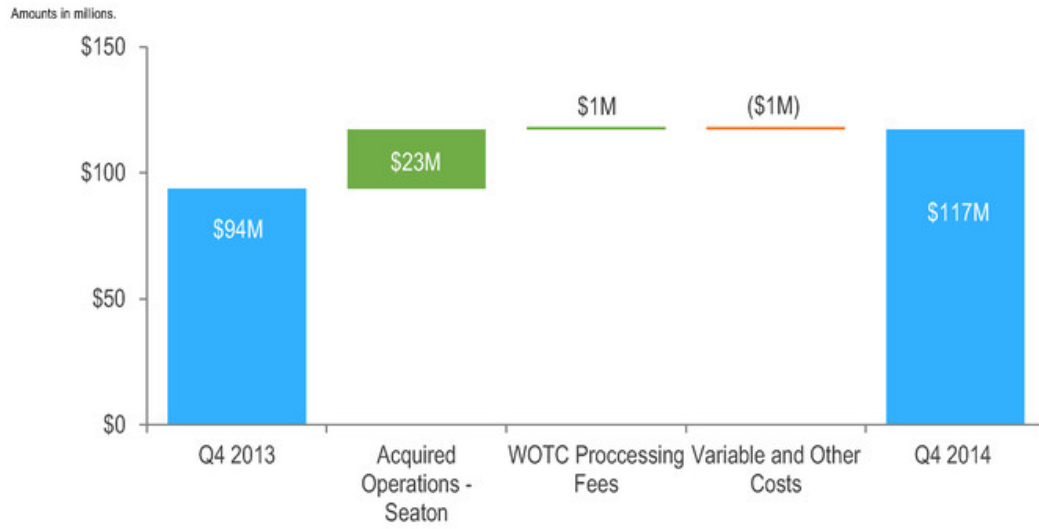 Amounts in millions.
$150
$100
$50
$0
$94M
$23M
$1M
($1M)
$117M
Q4 2013
Acquired
Operations -
Seaton
WOTC Proccessing
Fees
Variable and Other
Costs
Q4 2014